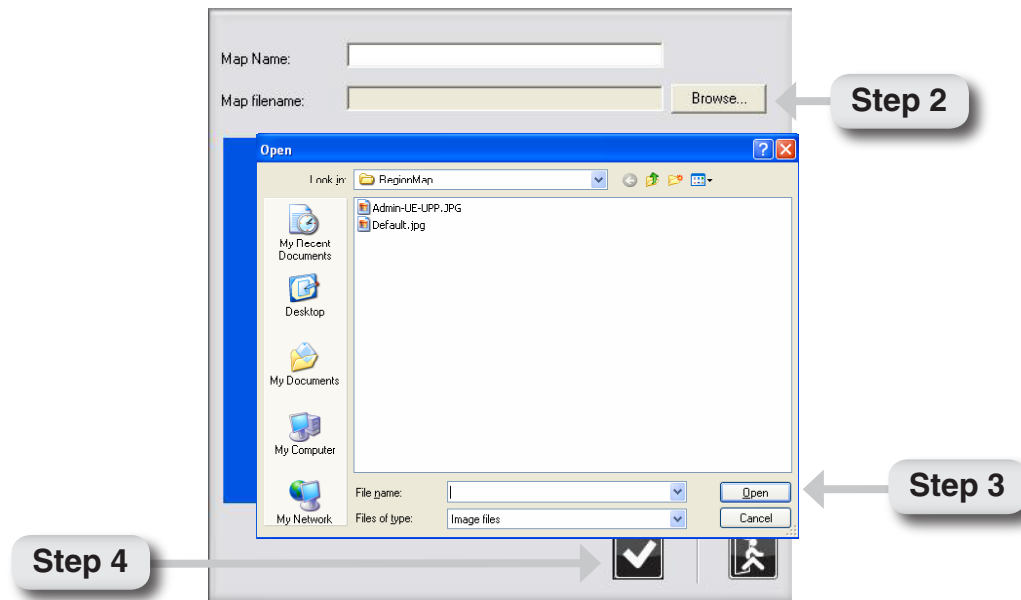 Map Name:
Map filename:
Browse...
Step 2
Open
Look in:
RegionMap
Admin-UE-UPP.JPG
Default.jpg
My Recent
Documents
Desktop
My Documents
My Computer
My Network
File name:
Open
Step 3
Files of type:
Image files
Cancel
Step 4